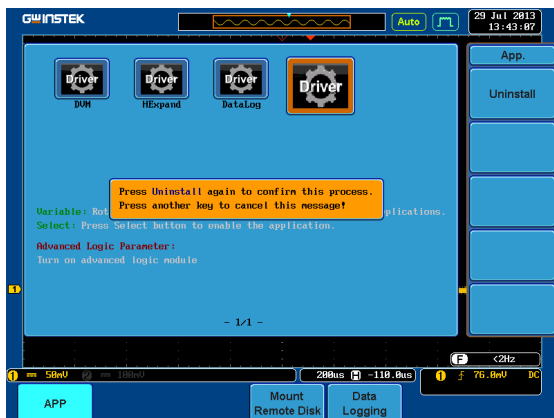 GWINSTEK
Auto
29 Jul 2013
13:43:07
App.
Uninstall
Driver
Driver
Driver
Driver
DVM
HExpand
DataLog
Press Uninstall again to confirm this process.
Press another key to cancel this message!
Variable: Rot
plications.
Select: Press Select button to enable the application.
Advanced Logic Parameter:
Turn on advanced logic module
- 1/1 -
1
F <2Hz
1 50mV 2 100mV
200us H -110.0us
1 76.0mV DC
APP
Mount
Remote Disk
Data
Logging